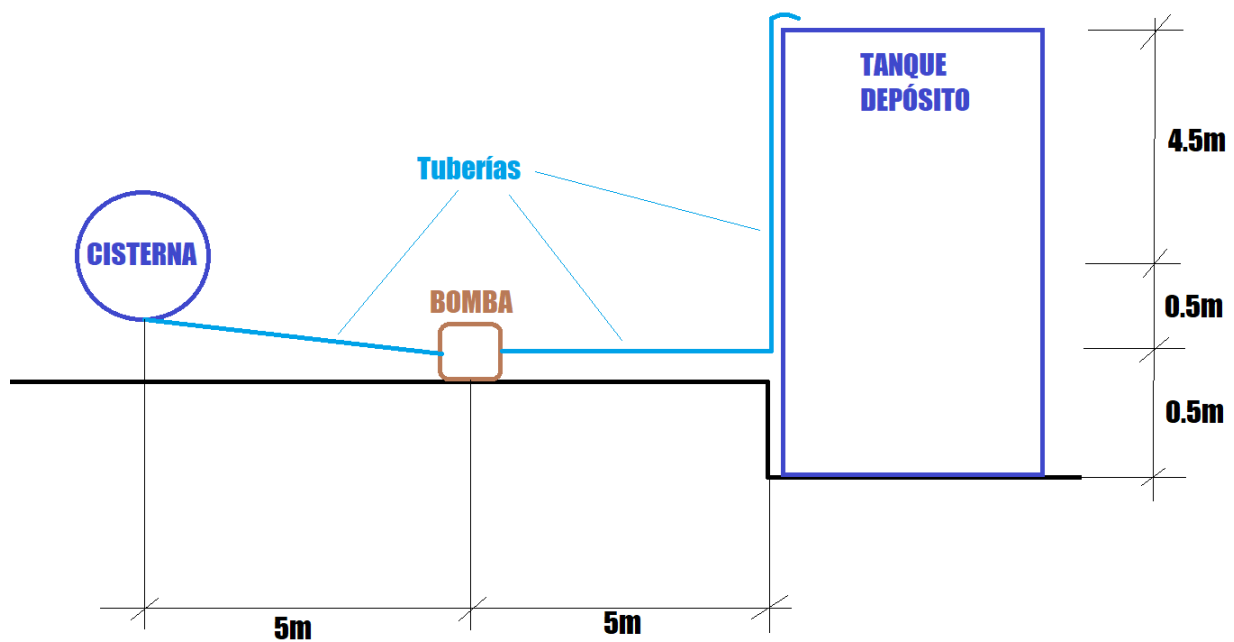 TANQUE
DEPÓSITO
4.5m
Tuberías
CISTERNA
BOMBA
0.5m
0.5m
5m
5m